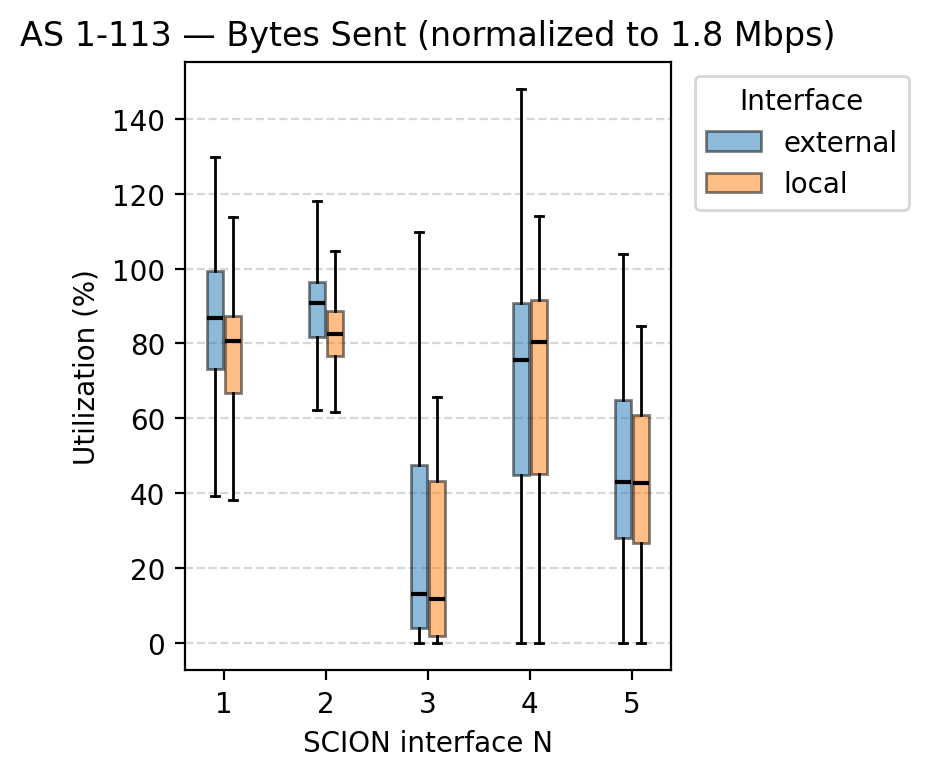 AS 1-113 — Bytes Sent (normalized to 1.8 Mbps)
Interface
external
local
Utilization (%)
140
120
100
80
60
40
20
0
1 2 3 4 5
SCION interface N